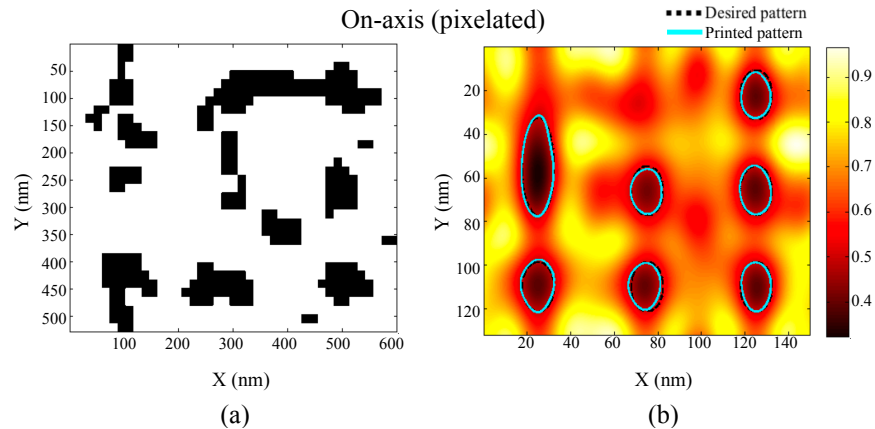 On-axis (pixelated)
Desired pattern
Printed pattern
50
100
150
200
250
300
350
400
450
500
Y (nm)
100 200 300 400 500 600
X (nm)
(a)
20
40
60
80
100
120
Y (nm)
20 40 60 80 100 120 140
X (nm)
(b)
0.9
0.8
0.7
0.6
0.5
0.4